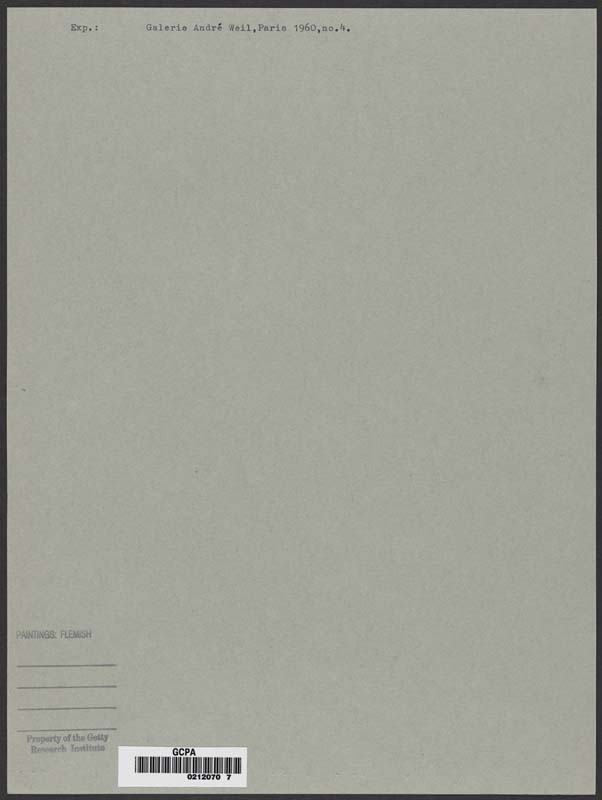 Exp.: Galerie André Weil,Paris 1960,no.4.
PAINTINGS: FLEMISH
Property of the Getty
Research Institute
GCPA
0212070 7